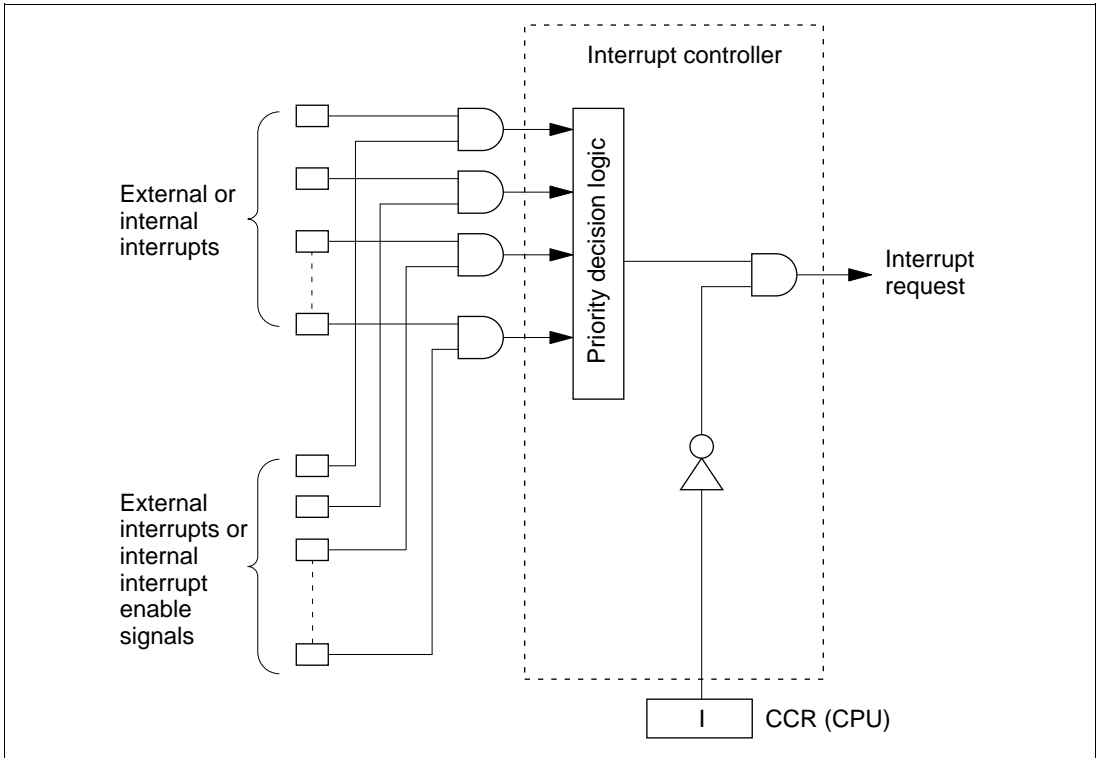 Interrupt controller
External or
internal
interrupts
Priority decision logic
Interrupt
request
External
interrupts or
internal
interrupt
enable
signals
I
CCR (CPU)